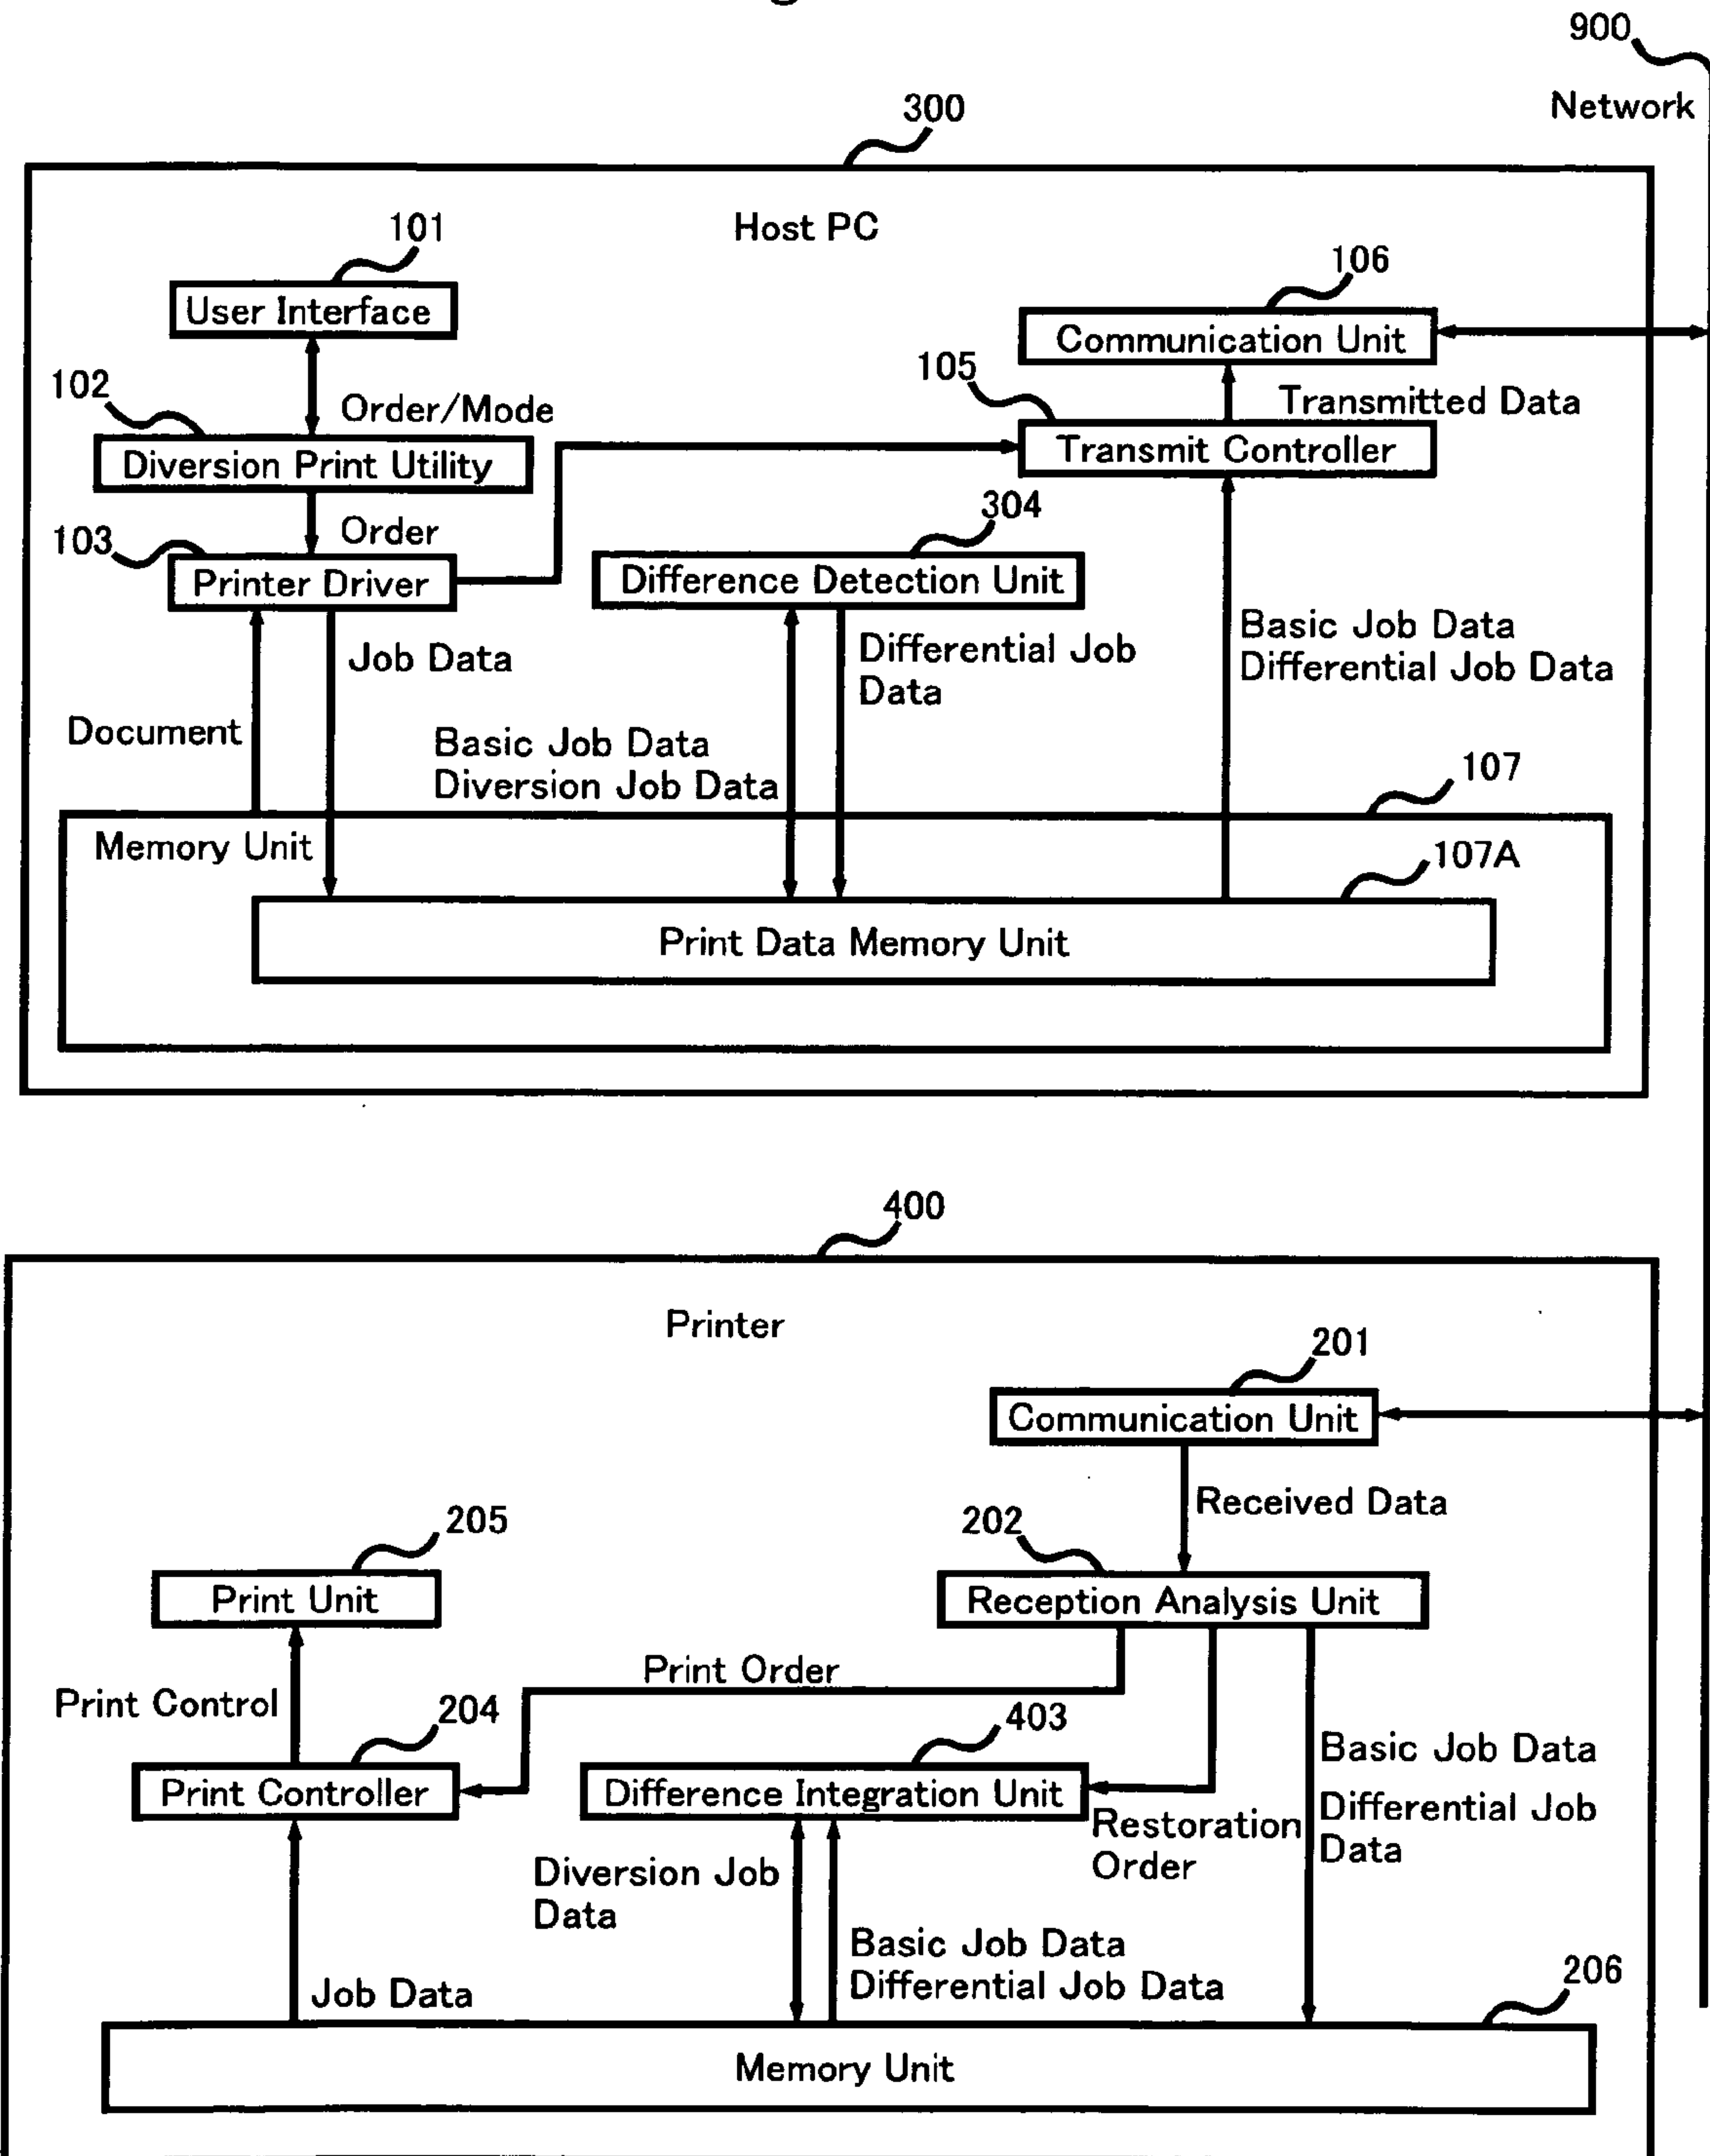 900
Network
300
Host PC
101
User Interface
106
Communication Unit
102
Order/Mode
105
Transmitted Data
Diversion Print Utility
Transmit Controller
Order
304
103
Printer Driver
Difference Detection Unit
Job Data
Differential Job
Data
Basic Job Data
Differential Job Data
Document
Basic Job Data
Diversion Job Data
107
Memory Unit
107A
Print Data Memory Unit
400
Printer
201
Communication Unit
Received Data
205
202
Print Unit
Reception Analysis Unit
Print Order
Print Control
204
403
Basic Job Data
Print Controller
Difference Integration Unit
Differential Job
Data
Restoration
Order
Diversion Job
Data
Basic Job Data
Differential Job Data
Job Data
206
Memory Unit